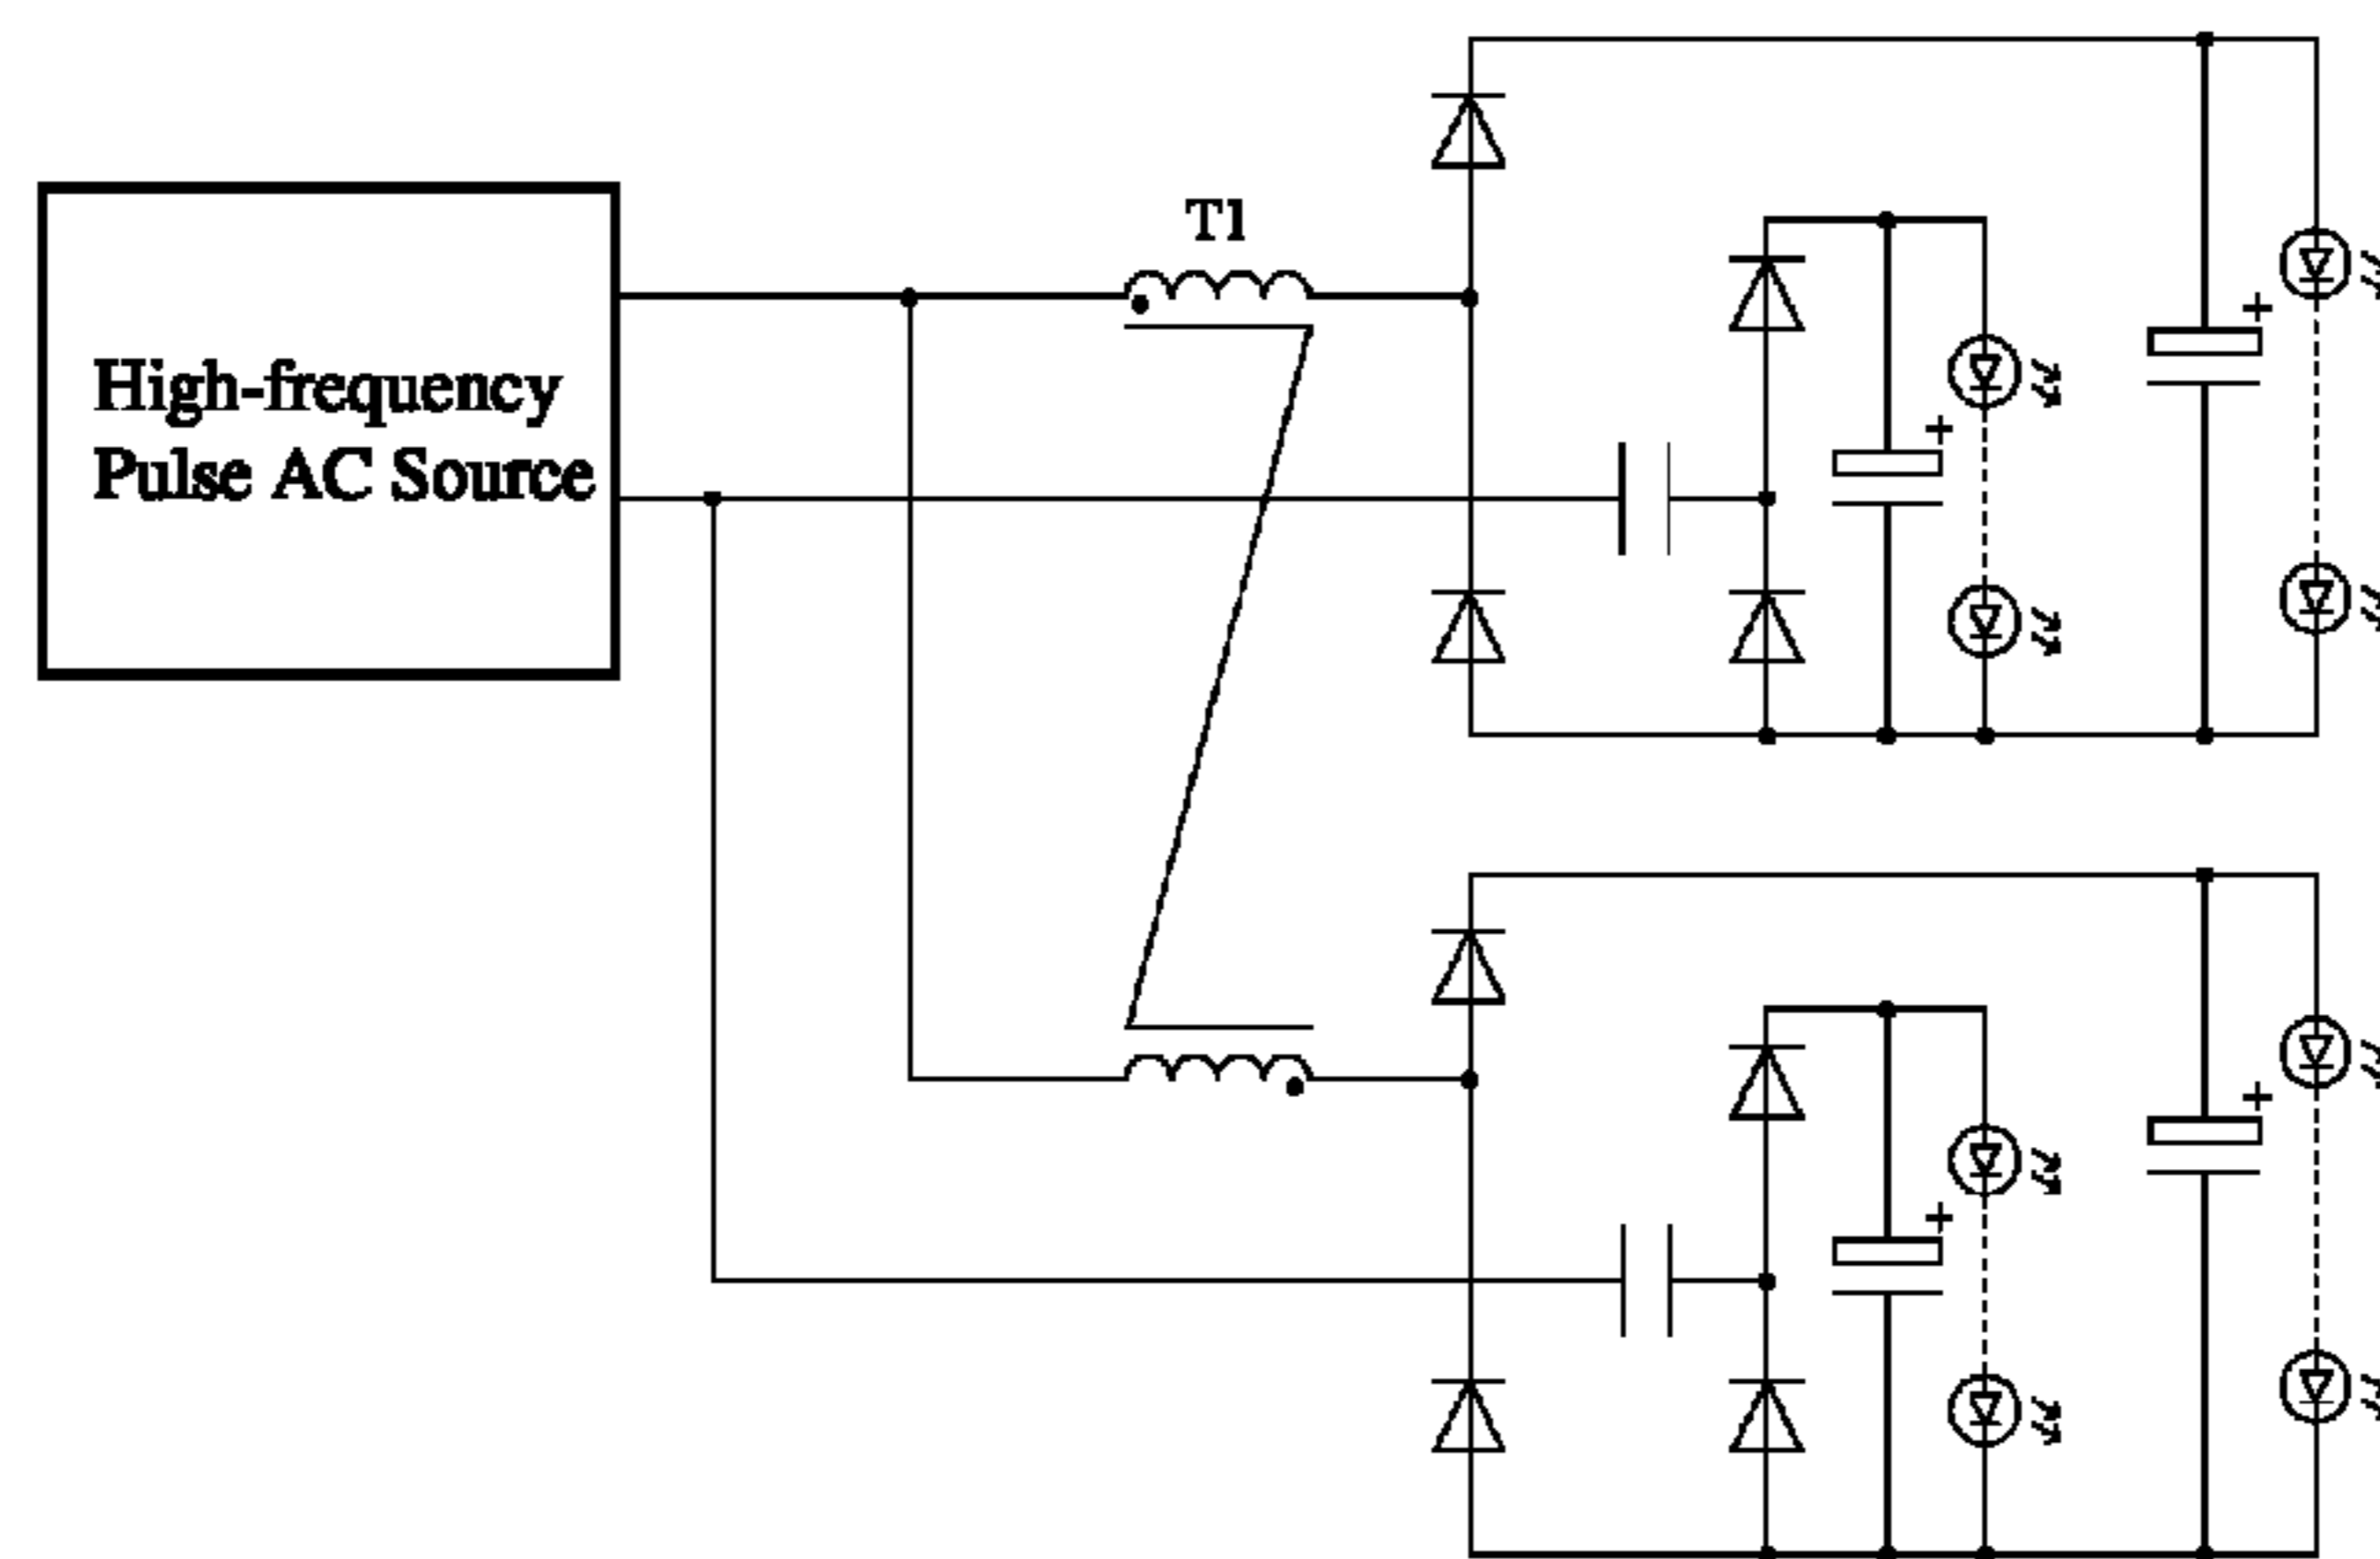 T1
High-frequency
Pulse AC Source
+
+
+
+